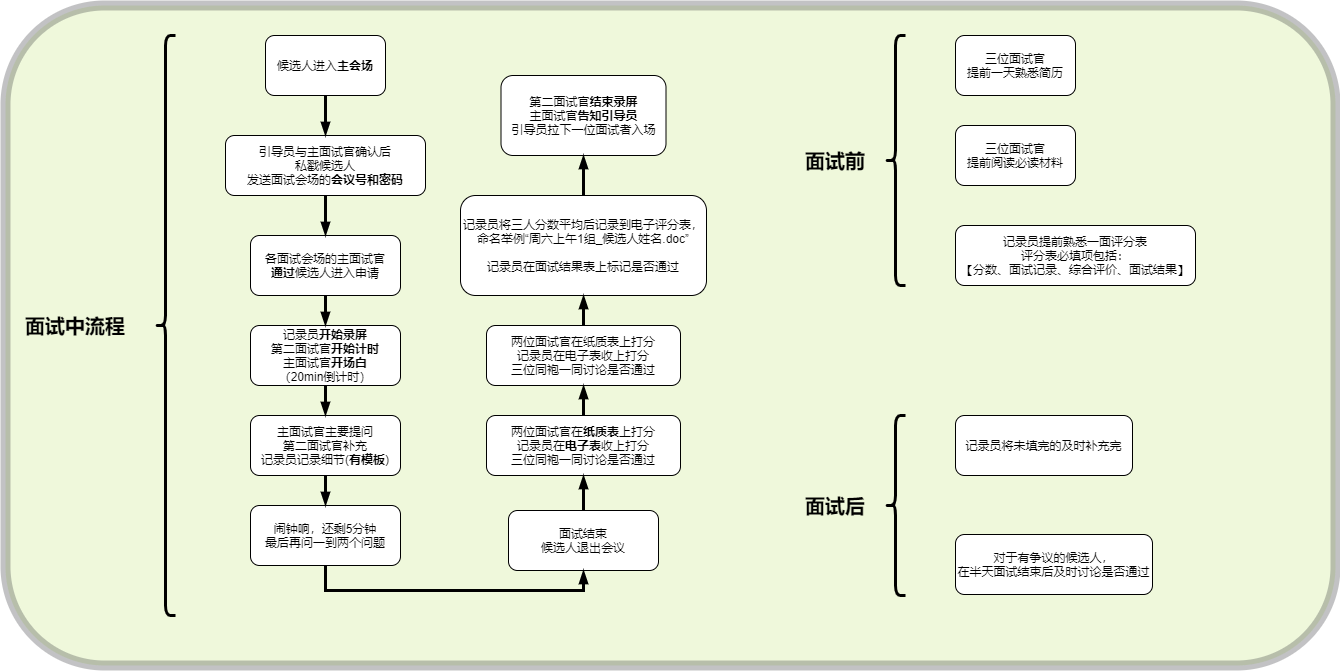 面试中流程
候选人进入主会场
引导员与主面试官确认后
私戳候选人
发送面试会场的会议号和密码
各面试会场的主面试官
通过候选人进入申请
记录员开始录屏
第二面试官开始计时
主面试官开场白
（20min倒计时）
主面试官主要提问
第二面试官补充
记录员记录细节(有模板)
闹钟响，还剩5分钟
最后再问一到两个问题
面试结束
候选人退出会议
两位面试官在纸质表上打分
记录员在电子表收上打分
三位同袍一同讨论是否通过
两位面试官在纸质表上打分
记录员在电子表收上打分
三位同袍一同讨论是否通过
记录员将三人分数平均后记录到电子评分表，
命名举例“周六上午1组_候选人姓名.doc”
记录员在面试结果表上标记是否通过
第二面试官结束录屏
主面试官告知引导员
引导员拉下一位面试者入场
面试前
三位面试官
提前一天熟悉简历
三位面试官
提前阅读必读材料
记录员提前熟悉一面评分表
评分表必填项包括：
【分数、面试记录、综合评价、面试结果】
面试后
记录员将未填完的及时补充完
对于有争议的候选人，
在半天面试结束后及时讨论是否通过